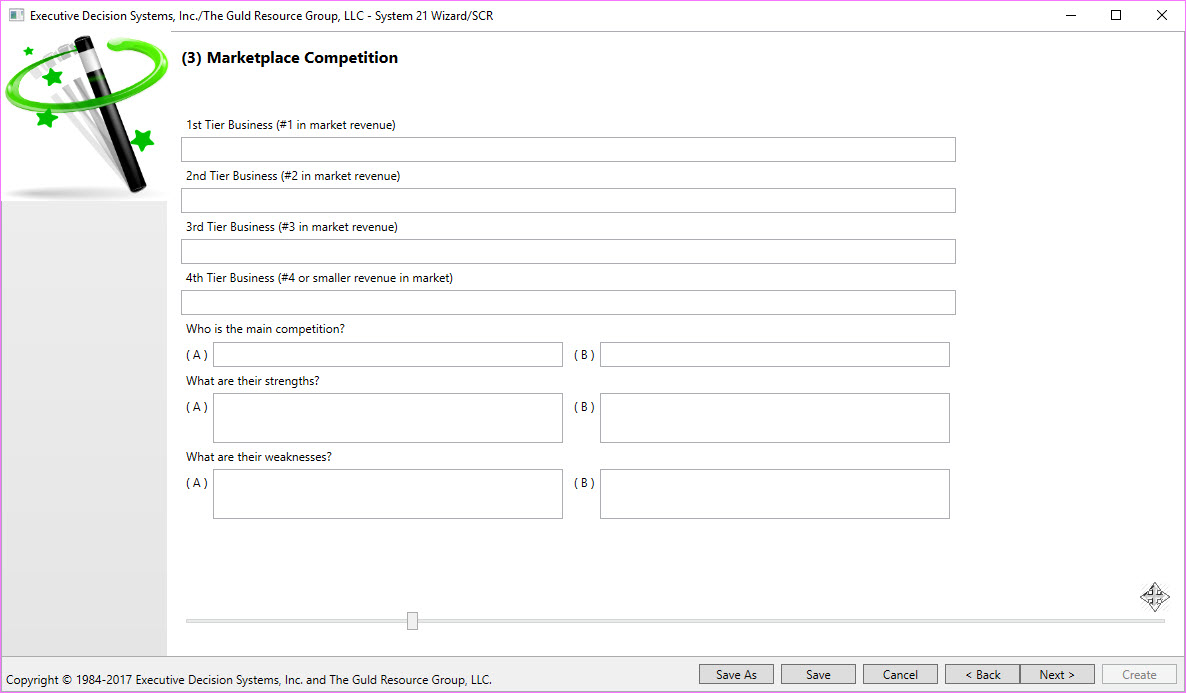 Executive Decision Systems, Inc./The Guld Resource Group, LLC - System 21 Wizard/SCR
(3) Marketplace Competition
1st Tier Business (#1 in market revenue)
2nd Tier Business (#2 in market revenue)
3rd Tier Business (#3 in market revenue)
4th Tier Business (#4 or smaller revenue in market)
Who is the main competition?
( A ) ( B )
What are their strengths?
( A ) ( B )
What are their weaknesses?
( A ) ( B )
Save As Save Cancel < Back Next > Create
Copyright © 1984-2017 Executive Decision Systems, Inc. and The Guld Resource Group, LLC.